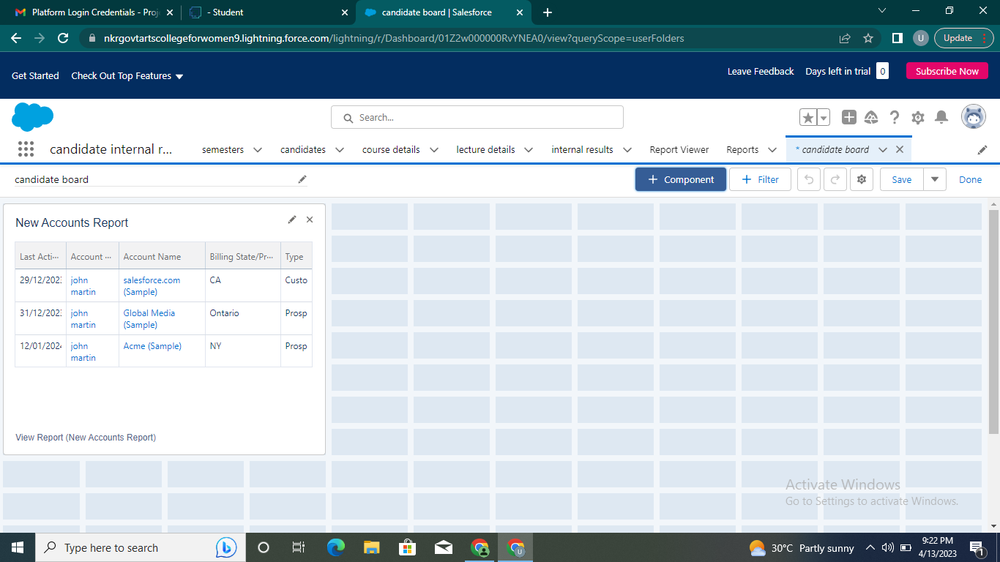 Platform Login Credentials - Proj
- Student
candidate board | Salesforce
nkrgovtartscollegeforwomen9.lightning.force.com/lightning/r/Dashboard/01Z2w000000RvYNEA0/view?queryScope=userFolders
U
Update
Get Started
Check Out Top Features
Leave Feedback
Days left in trial
0
Subscribe Now
Search...
candidate internal r...
semesters
candidates
course details
lecture details
internal results
Report Viewer
Reports
* candidate board
candidate board
+ Component
+ Filter
Save
Done
New Accounts Report
Last Acti...
Account ...
Account Name
Billing State/Pr...
Type
29/12/202
john martin
salesforce.com (Sample)
CA
Custo
31/12/202
john martin
Global Media (Sample)
Ontario
Prosp
12/01/202
john martin
Acme (Sample)
NY
Prosp
View Report (New Accounts Report)
Activate Windows
Go to Settings to activate Windows.
Type here to search
30°C Partly sunny
9:22 PM
4/13/2023
1